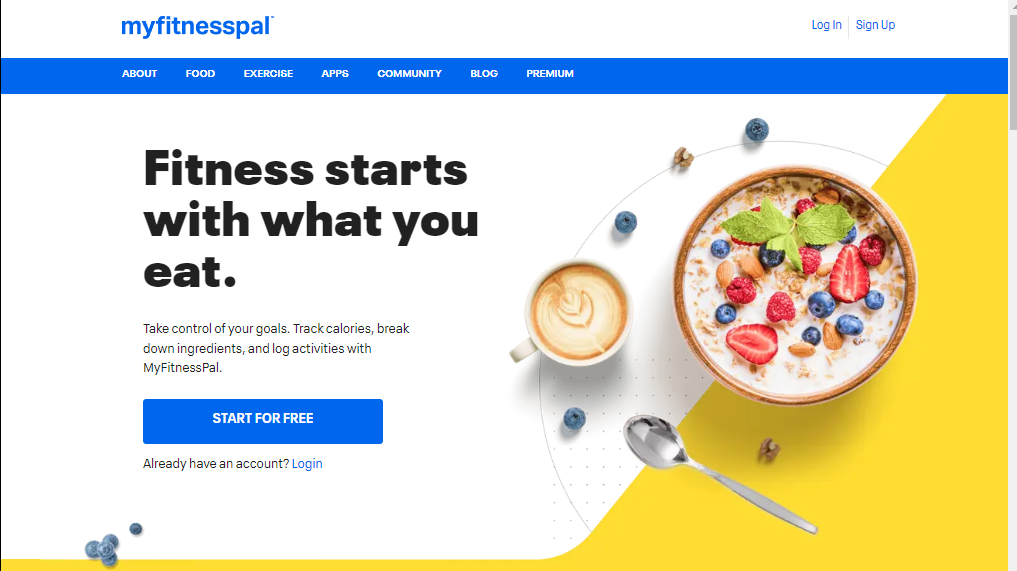 myfitnesspal
Log In
Sign Up
ABOUT
FOOD
EXERCISE
APPS
COMMUNITY
BLOG
PREMIUM
Fitness starts
with what you
eat.
Take control of your goals. Track calories, break
down ingredients, and log activities with
MyFitnessPal.
START FOR FREE
Already have an account? Login